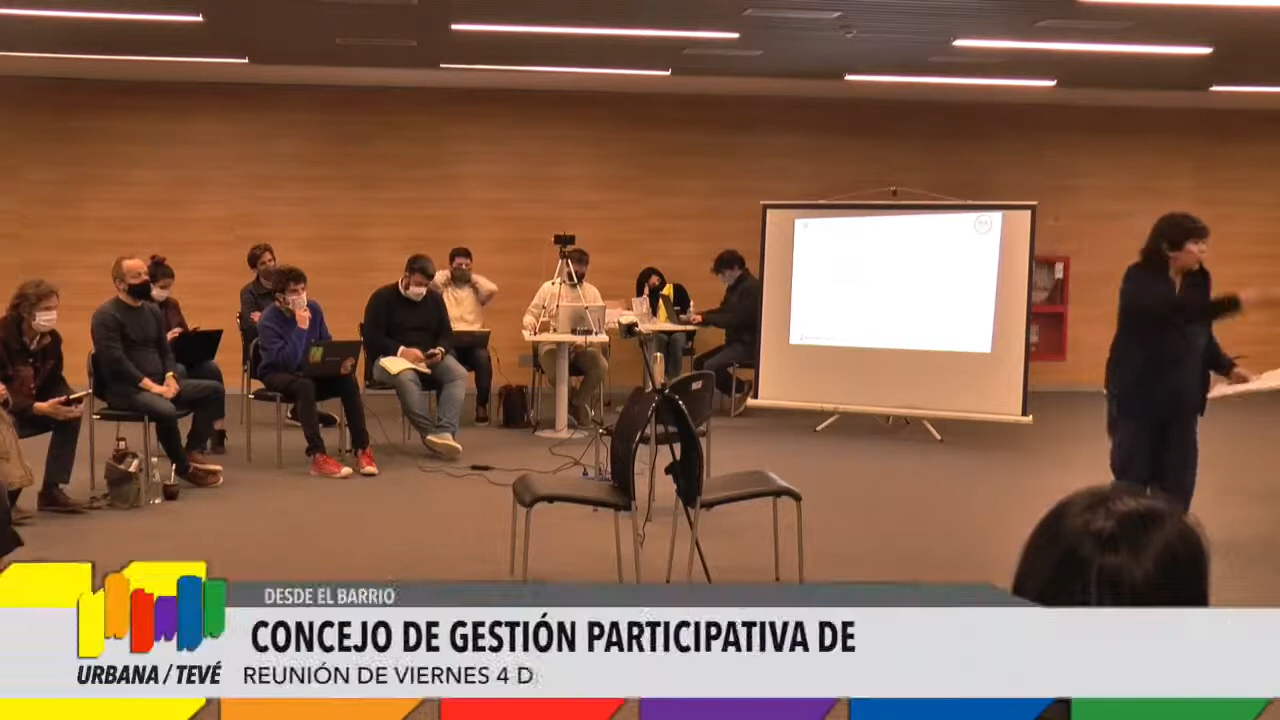 DESDE EL BARRIO
CONCEJO DE GESTIÓN PARTICIPATIVA DE
URBANA / TEVÉ
REUNIÓN DE VIERNES 4 D